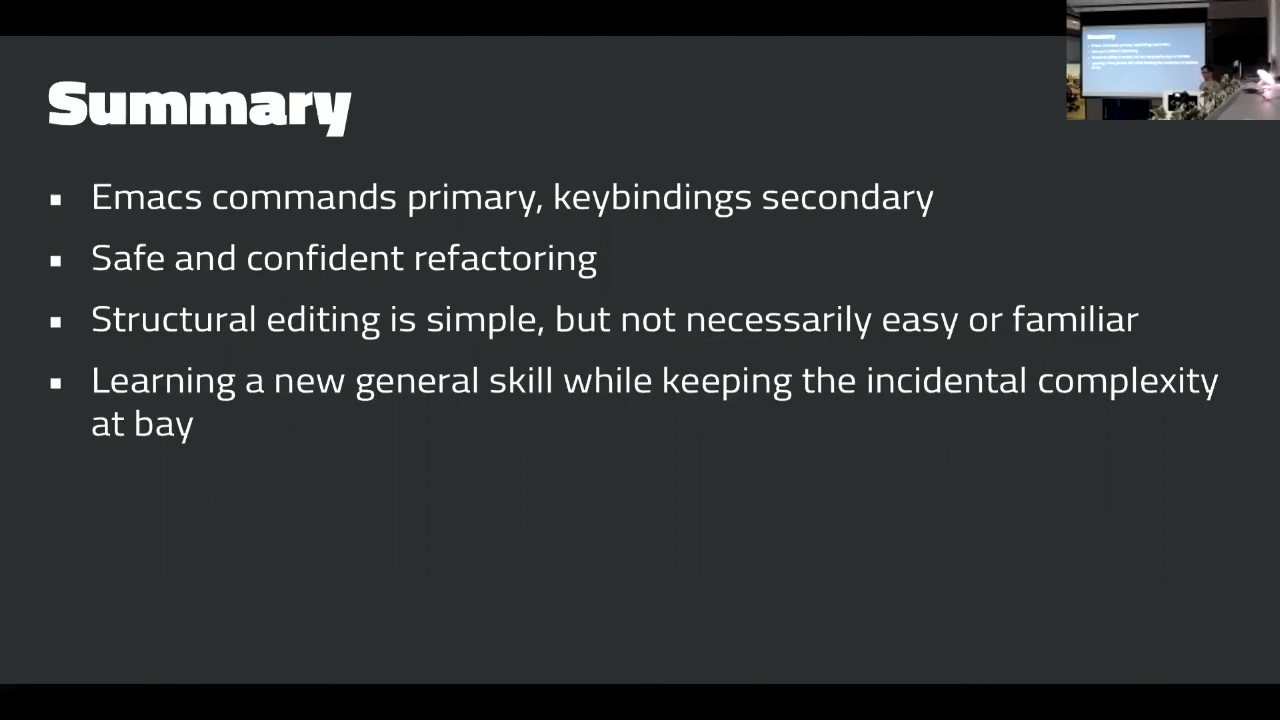 Summary
▪ Emacs commands primary, keybindings secondary
▪ Safe and confident refactoring
▪ Structural editing is simple, but not necessarily easy or familiar
▪ Learning a new general skill while keeping the incidental complexity
at bay
Summary